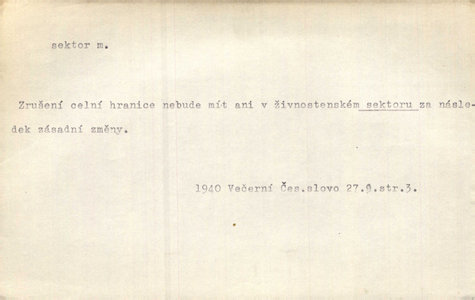 sektor m.
Zrušení celní hranice nebude mít ani v živnostenském sektoru za násle-
dek zásadní změny.
1940 Večerní Čes.slovo 27.9.str.3.